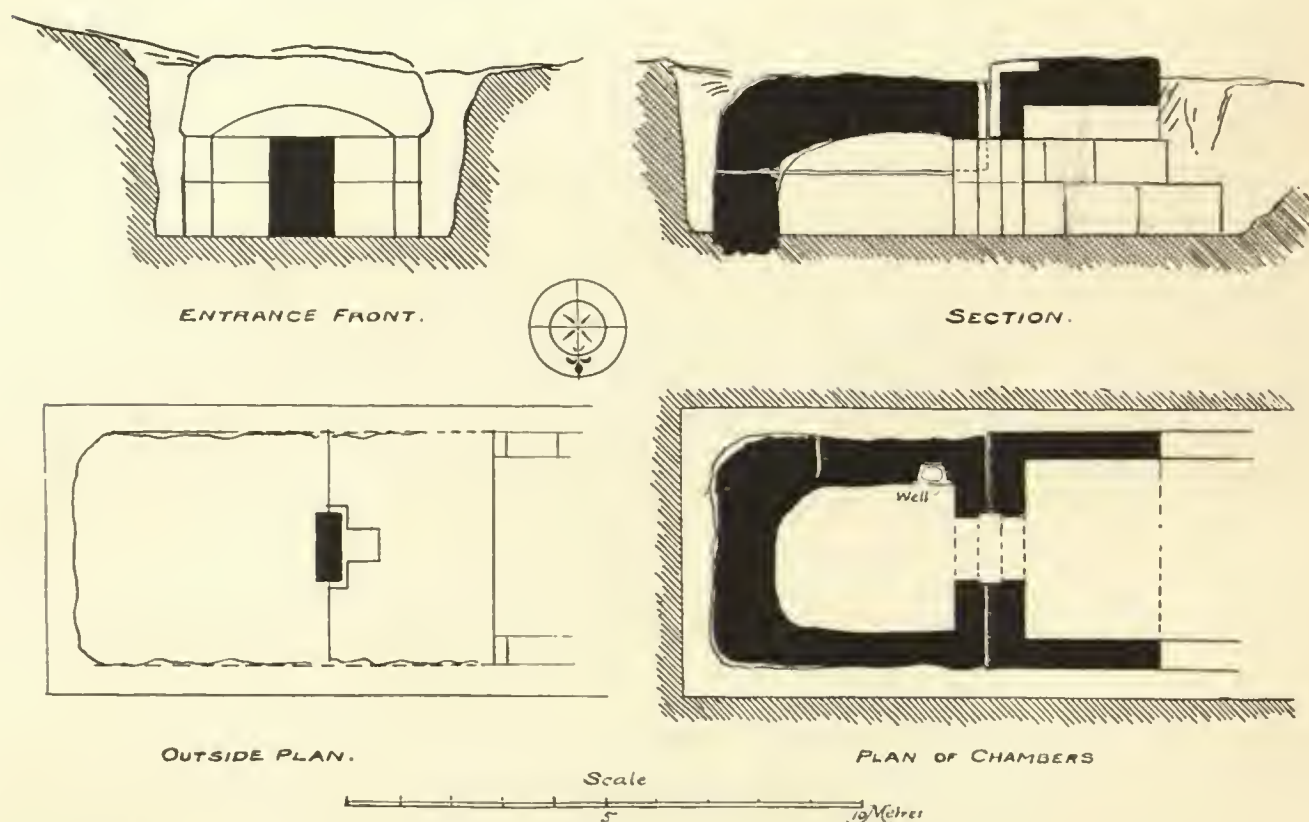 ENTRANCE FRONT.
SECTION.
Well
OUTSIDE PLAN.
PLAN OF CHAMBERS
Scale
5
10 Metres